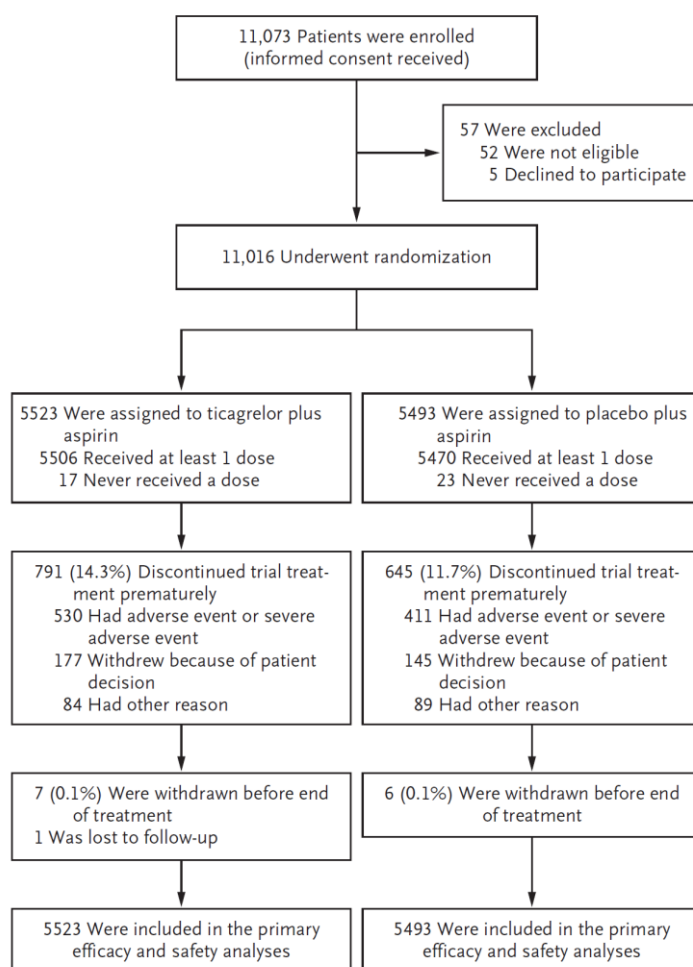 11,073 Patients were enrolled
(informed consent received)
57 Were excluded
52 Were not eligible
5 Declined to participate
11,016 Underwent randomization
5523 Were assigned to ticagrelor plus
aspirin
5506 Received at least 1 dose
17 Never received a dose
5493 Were assigned to placebo plus
aspirin
5470 Received at least 1 dose
23 Never received a dose
791 (14.3%) Discontinued trial treat-
ment prematurely
530 Had adverse event or severe
adverse event
177 Withdrew because of patient
decision
84 Had other reason
645 (11.7%) Discontinued trial treat-
ment prematurely
411 Had adverse event or severe
adverse event
145 Withdrew because of patient
decision
89 Had other reason
7 (0.1%) Were withdrawn before end
of treatment
1 Was lost to follow-up
6 (0.1%) Were withdrawn before end
of treatment
5523 Were included in the primary
efficacy and safety analyses
5493 Were included in the primary
efficacy and safety analyses